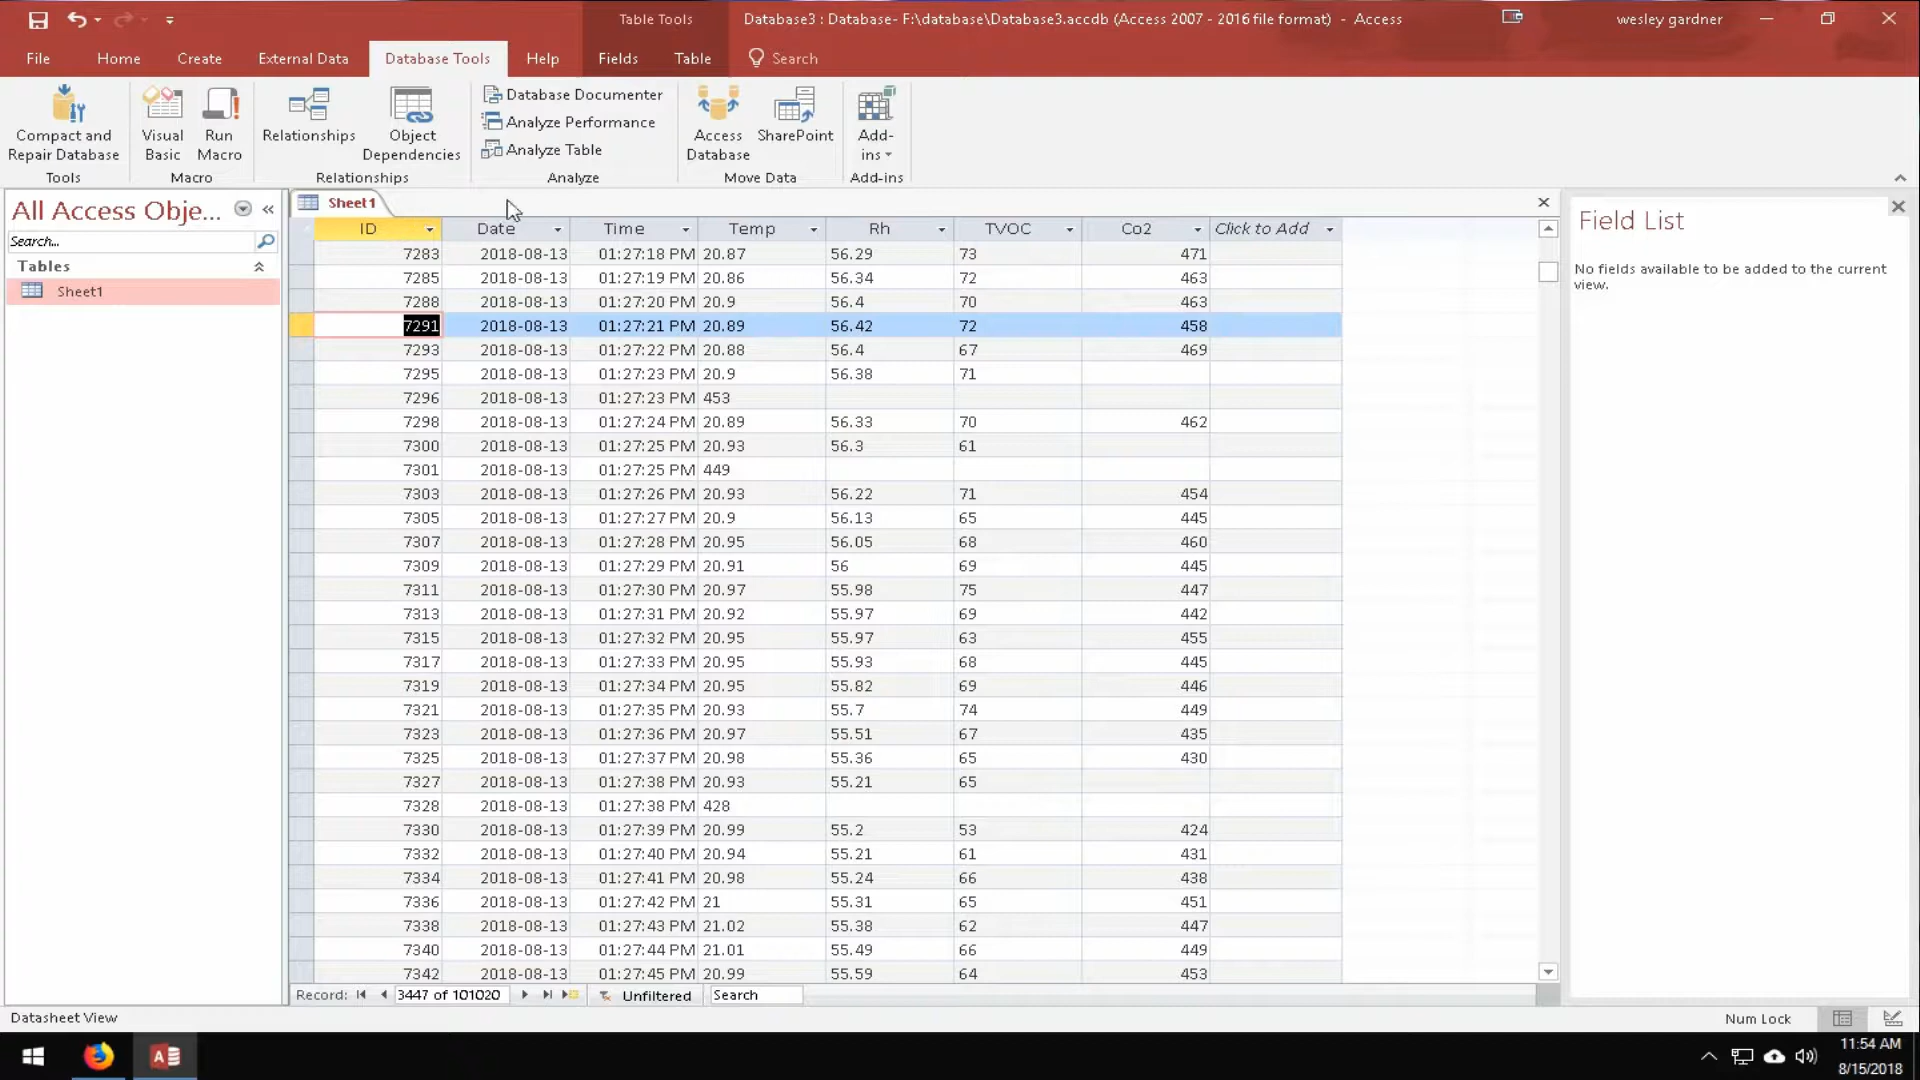 Table Tools
Database3 : Database- F:\database\Database3.accdb (Access 2007 - 2016 file format) - Access
wesley gardner
File Home Create External Data Database Tools Help Fields Table Search
Compact and Repair Database
Visual Basic
Run Macro
Relationships
Object Dependencies
Database Documenter
Analyze Performance
Analyze Table
Access Database
SharePoint
Add-ins
Tools Macro Relationships Analyze Move Data Add-ins
All Access Obje...
Search...
Tables
Sheet1
Sheet1
ID Date Time Temp Rh TVOC Co2 Click to Add
7283 2018-08-13 01:27:18 PM 20.87 56.29 73 471
7285 2018-08-13 01:27:19 PM 20.86 56.34 72 463
7288 2018-08-13 01:27:20 PM 20.9 56.4 70 463
7291 2018-08-13 01:27:21 PM 20.89 56.42 72 458
7293 2018-08-13 01:27:22 PM 20.88 56.4 67 469
7295 2018-08-13 01:27:23 PM 20.9 56.38 71
7296 2018-08-13 01:27:23 PM 453
7298 2018-08-13 01:27:24 PM 20.89 56.33 70 462
7300 2018-08-13 01:27:25 PM 20.93 56.3 61
7301 2018-08-13 01:27:25 PM 449
7303 2018-08-13 01:27:26 PM 20.93 56.22 71 454
7305 2018-08-13 01:27:27 PM 20.9 56.13 65 445
7307 2018-08-13 01:27:28 PM 20.95 56.05 68 460
7309 2018-08-13 01:27:29 PM 20.91 56 69 445
7311 2018-08-13 01:27:30 PM 20.97 55.98 75 447
7313 2018-08-13 01:27:31 PM 20.92 55.97 69 442
7315 2018-08-13 01:27:32 PM 20.95 55.97 63 455
7317 2018-08-13 01:27:33 PM 20.95 55.93 68 445
7319 2018-08-13 01:27:34 PM 20.95 55.82 69 446
7321 2018-08-13 01:27:35 PM 20.93 55.7 74 449
7323 2018-08-13 01:27:36 PM 20.97 55.51 67 435
7325 2018-08-13 01:27:37 PM 20.98 55.36 65 430
7327 2018-08-13 01:27:38 PM 20.93 55.21 65
7328 2018-08-13 01:27:38 PM 428
7330 2018-08-13 01:27:39 PM 20.99 55.2 53 424
7332 2018-08-13 01:27:40 PM 20.94 55.21 61 431
7334 2018-08-13 01:27:41 PM 20.98 55.24 66 438
7336 2018-08-13 01:27:42 PM 21 55.31 65 451
7338 2018-08-13 01:27:43 PM 21.02 55.38 62 447
7340 2018-08-13 01:27:44 PM 21.01 55.49 66 449
7342 2018-08-13 01:27:45 PM 20.99 55.59 64 453
Record: 3447 of 101020 Unfiltered Search
Field List
No fields available to be added to the current
view.
Datasheet View
Num Lock
11:54 AM
8/15/2018